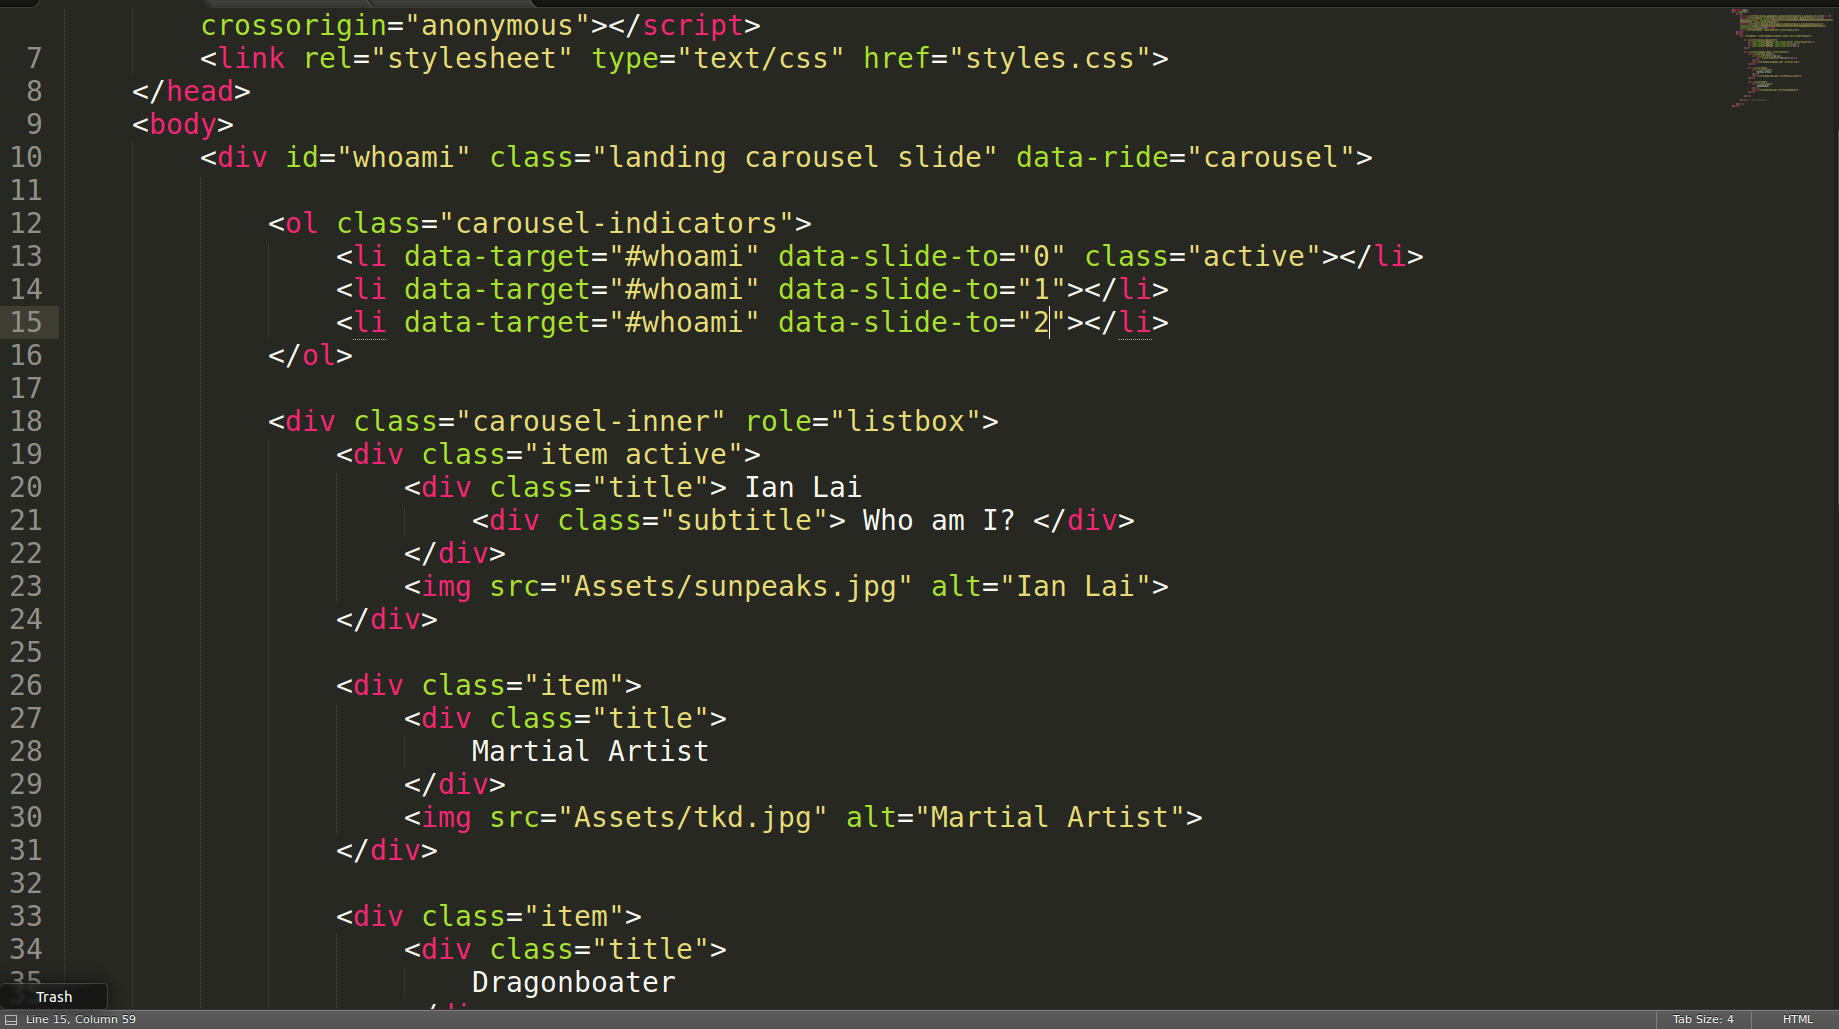 crossorigin="anonymous"></script>
7 <link rel="stylesheet" type="text/css" href="styles.css">
8 </head>
9 <body>
10 <div id="whoami" class="landing carousel slide" data-ride="carousel">
11
12 <ol class="carousel-indicators">
13 <li data-target="#whoami" data-slide-to="0" class="active"></li>
14 <li data-target="#whoami" data-slide-to="1"></li>
15 <li data-target="#whoami" data-slide-to="2"></li>
16 </ol>
17
18 <div class="carousel-inner" role="listbox">
19 <div class="item active">
20 <div class="title"> Ian Lai
21 <div class="subtitle"> Who am I? </div>
22 </div>
23 <img src="Assets/sunpeaks.jpg" alt="Ian Lai">
24 </div>
25
26 <div class="item">
27 <div class="title">
28 Martial Artist
29 </div>
30 <img src="Assets/tkd.jpg" alt="Martial Artist">
31 </div>
32
33 <div class="item">
34 <div class="title">
35 Dragonboater
Trash
Line 15, Column 59
Tab Size: 4
HTML